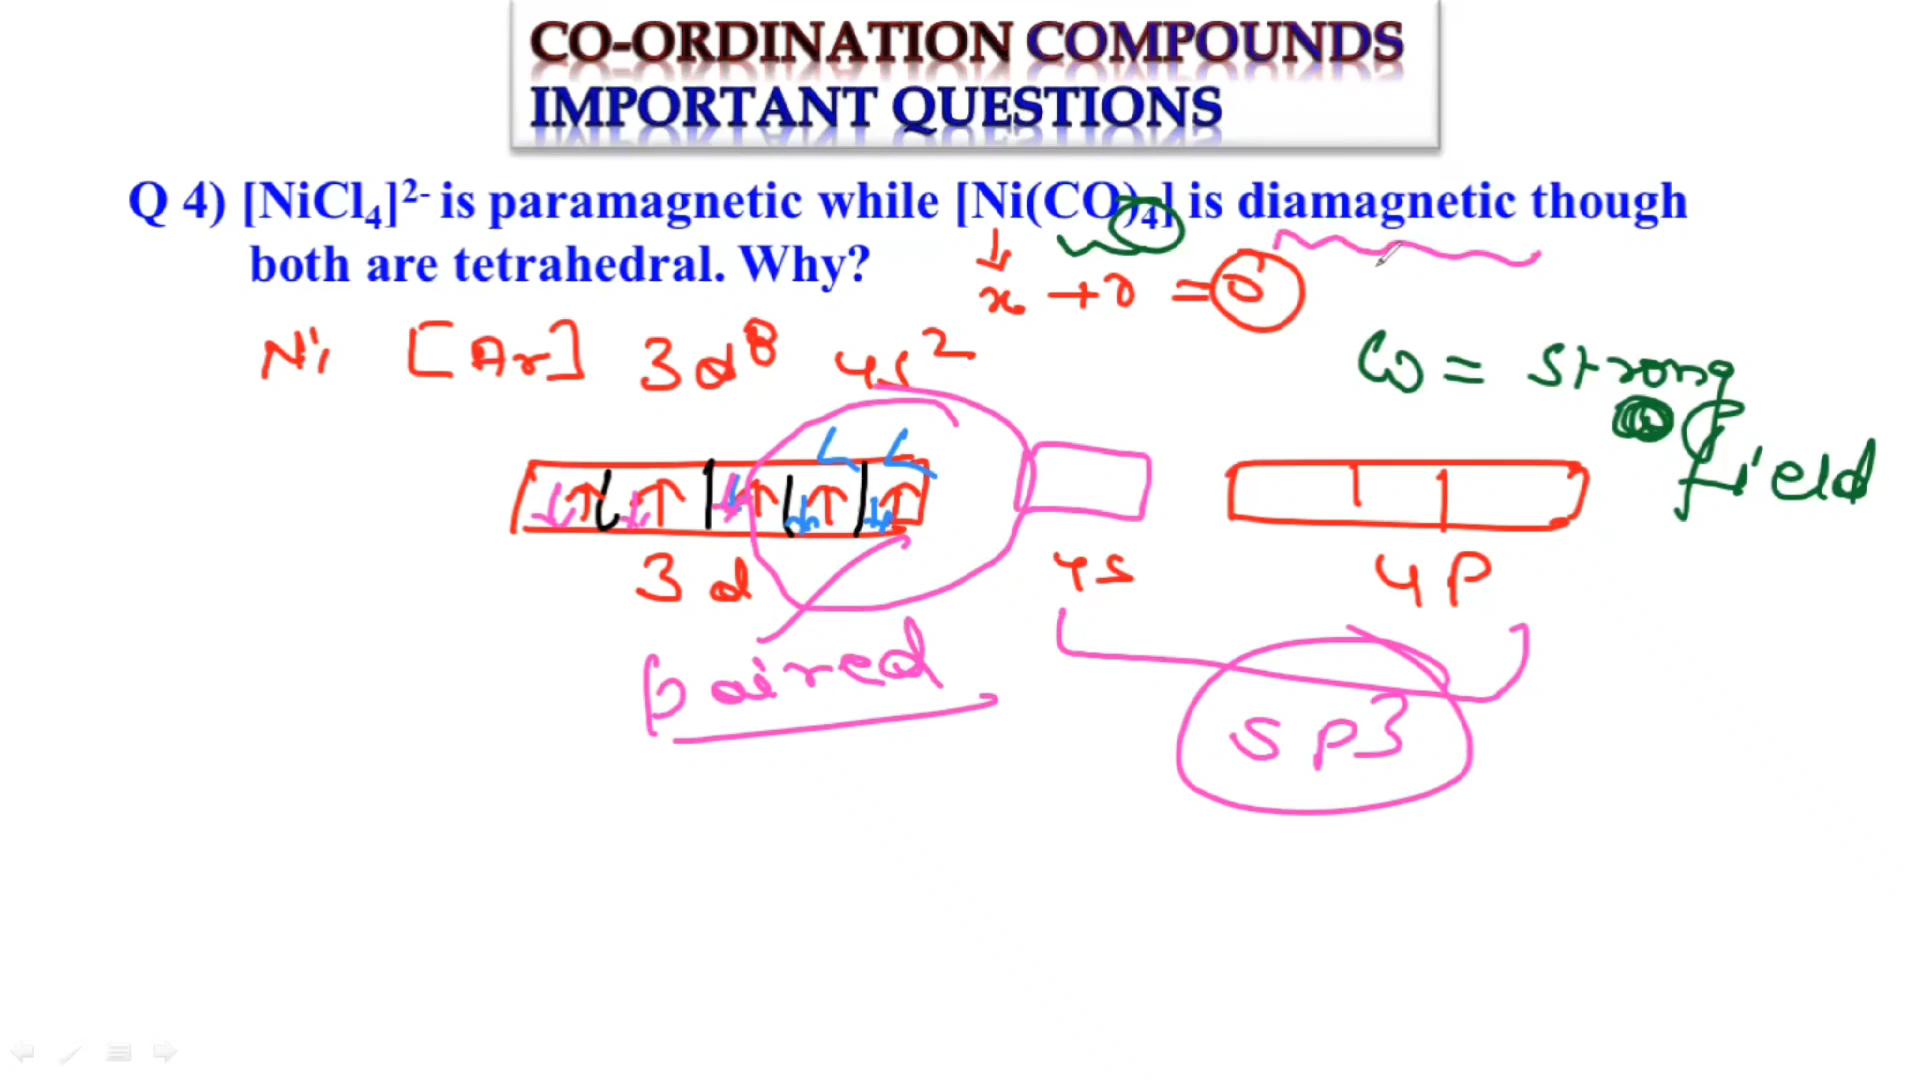 CO-ORDINATION COMPOUNDS
IMPORTANT QUESTIONS
Q 4) [NiCl₄]²⁻ is paramagnetic while [Ni(CO)₄] is diamagnetic though
both are tetrahedral. Why?
x + 0 = 0
Ni [Ar] 3d⁸ 4s²
CO = strong
field
3d 4s 4p
paired
sp3